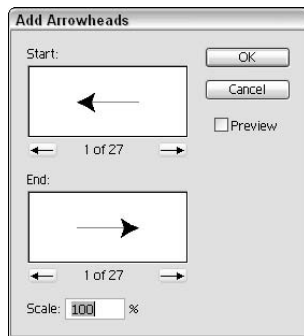 Add Arrowheads
Start:
OK
Cancel
Preview
1 of 27
End:
1 of 27
Scale: 100 %